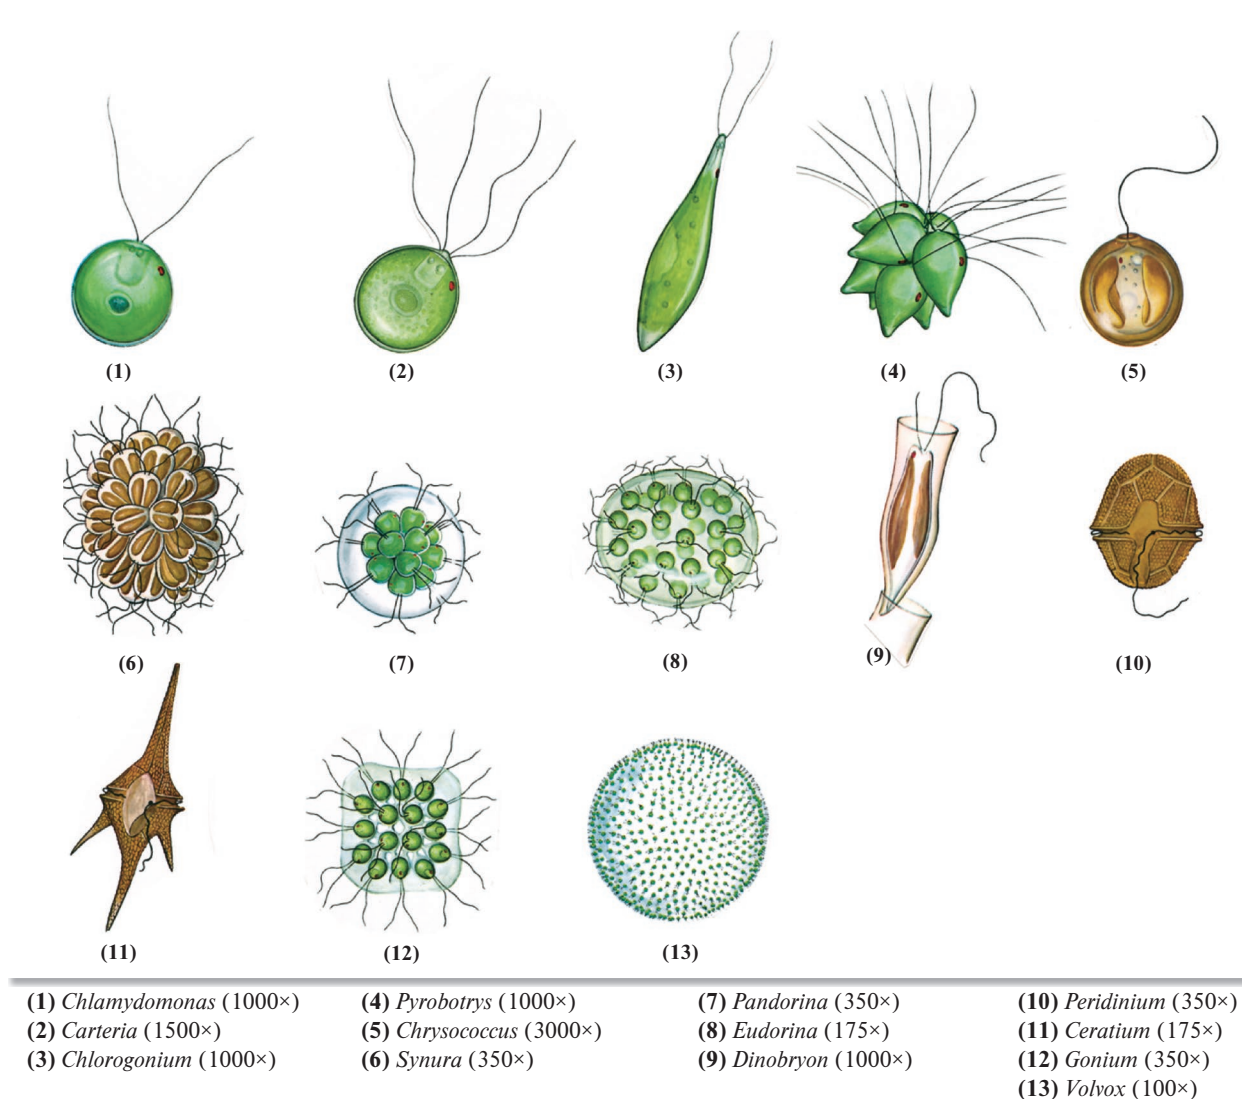 (1)
(2)
(3)
(4)
(5)
(6)
(7)
(8)
(9)
(10)
(11)
(12)
(13)
(1) Chlamydomonas (1000×)
(2) Carteria (1500×)
(3) Chlorogonium (1000×)
(4) Pyrobotrys (1000×)
(5) Chrysococcus (3000×)
(6) Synura (350×)
(7) Pandorina (350×)
(8) Eudorina (175×)
(9) Dinobryon (1000×)
(10) Peridinium (350×)
(11) Ceratium (175×)
(12) Gonium (350×)
(13) Volvox (100×)